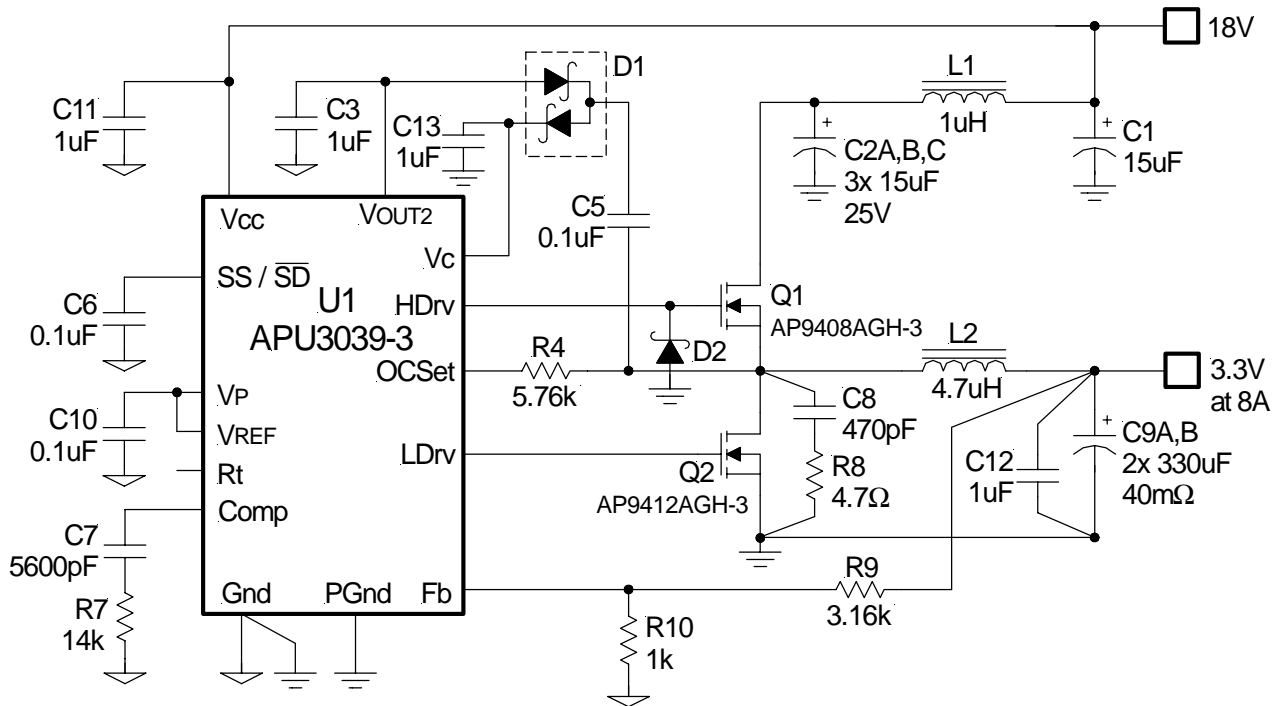 18V
D1
L1
1uH
C11
1uF
C3
1uF
C13
1uF
C1
15uF
C2A,B,C
3x 15uF
25V
C5
0.1uF
Vcc
VOUT2
Vc
SS / SD
U1
APU3039-3
HDrv
OCSet
LDrv
VP
VREF
Rt
Comp
Gnd
PGnd
Fb
C6
0.1uF
C10
0.1uF
C7
5600pF
R7
14k
R4
5.76k
D2
Q1
AP9408AGH-3
L2
4.7uH
3.3V
at 8A
Q2
AP9412AGH-3
C8
470pF
R8
4.7Ω
C12
1uF
C9A,B
2x 330uF
40mΩ
R9
3.16k
R10
1k